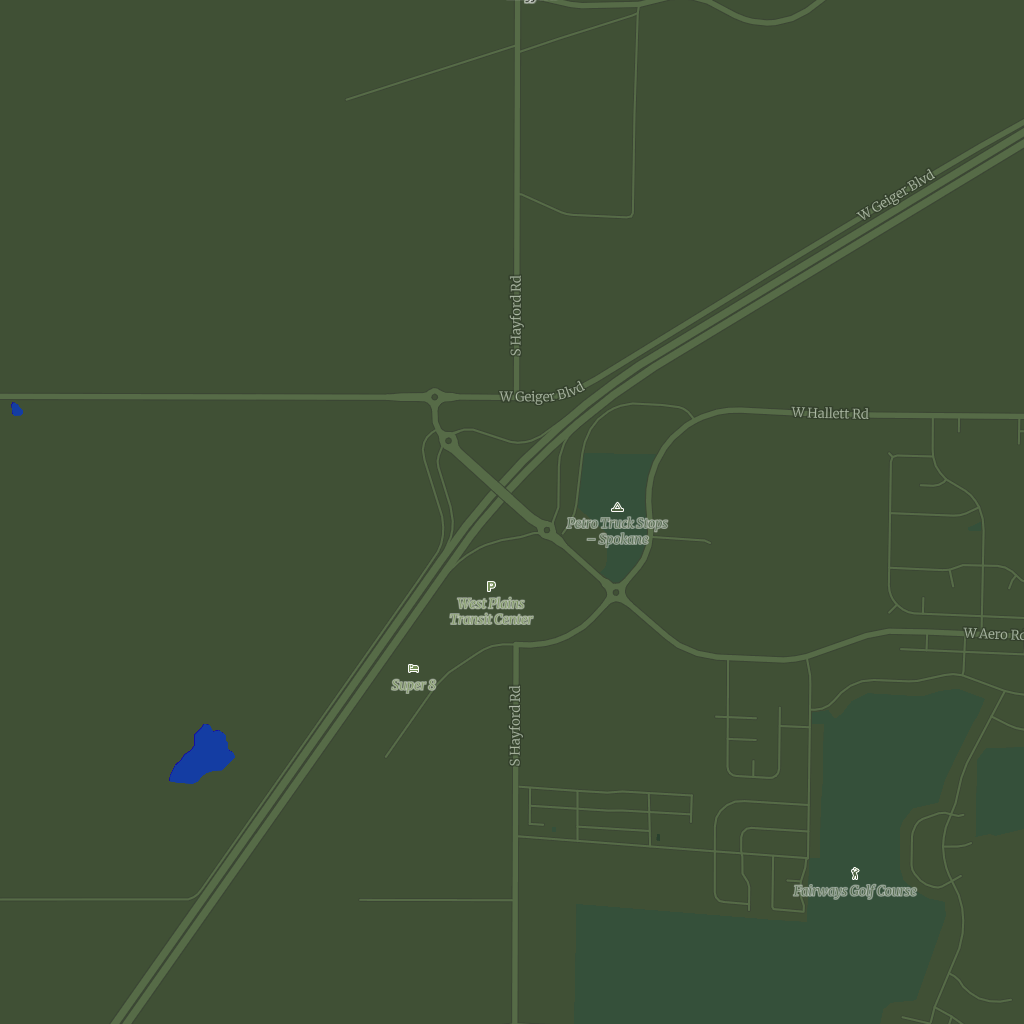 W Geiger Blvd
S Hayford Rd
W Geiger Blvd
W Hallett Rd
Petro Truck Stops
– Spokane
P
West Plains
Transit Center
W Aero Rd
Super 8
S Hayford Rd
Fairways Golf Course